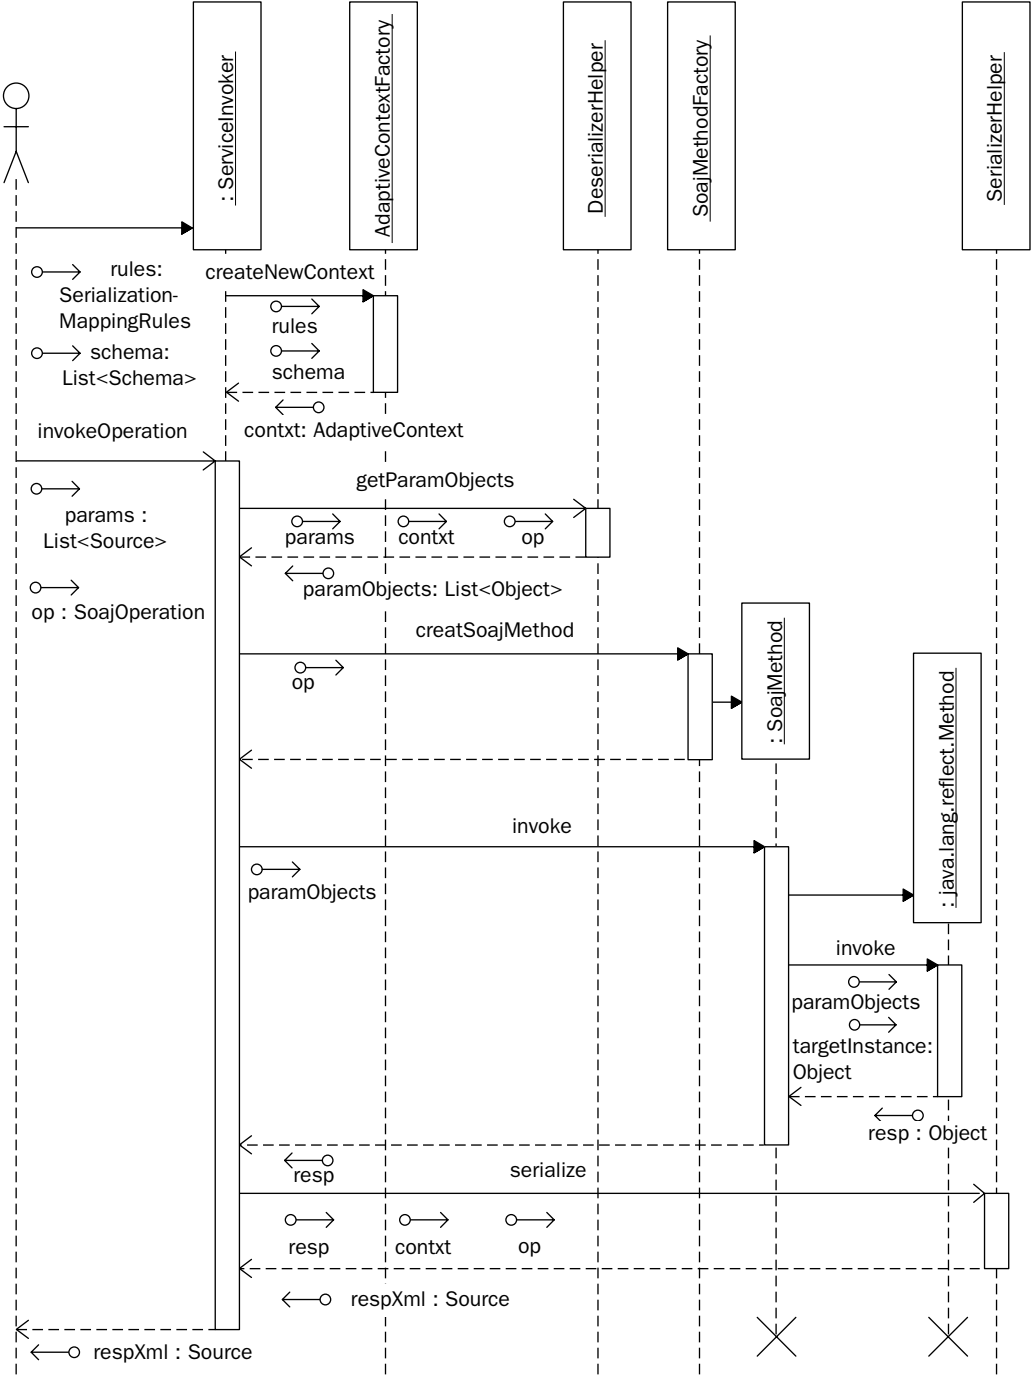 : ServiceInvoker
AdaptiveContextFactory
DeserializerHelper
SoajMethodFactory
SerializerHelper
rules:
Serialization-
MappingRules
schema:
List<Schema>
createNewContext
rules
schema
contxt: AdaptiveContext
invokeOperation
params :
List<Source>
op : SoajOperation
getParamObjects
params
contxt
op
paramObjects: List<Object>
creatSoajMethod
op
: SoajMethod
: java.lang.reflect.Method
invoke
paramObjects
invoke
paramObjects
targetInstance:
Object
resp : Object
resp
serialize
resp
contxt
op
respXml : Source
respXml : Source